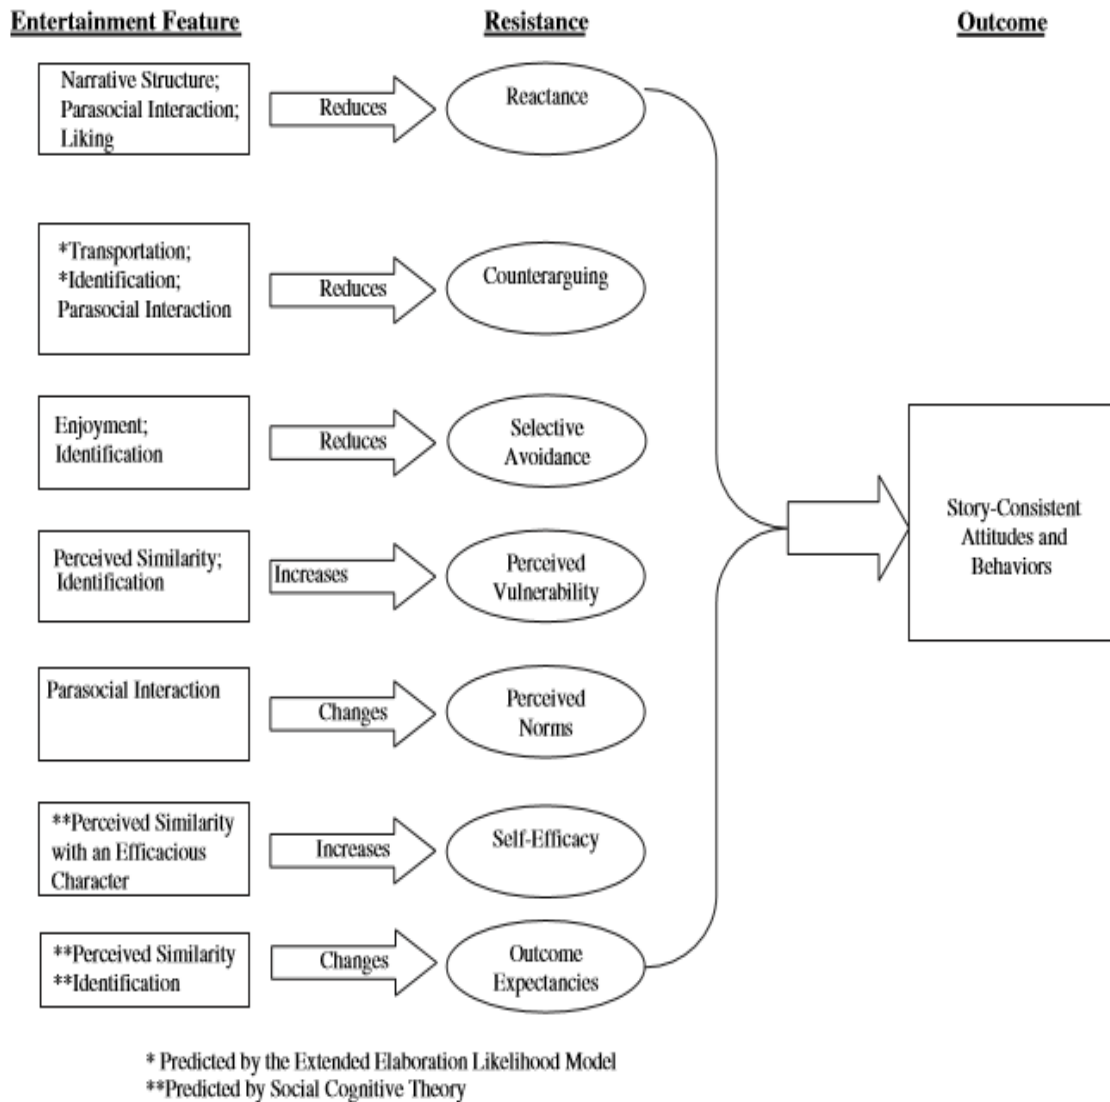 Entertainment Feature
Resistance
Outcome
Narrative Structure;
Parasocial Interaction;
Liking
Reduces
Reactance
*Transportation;
*Identification;
Parasocial Interaction
Reduces
Counterarguing
Enjoyment;
Identification
Reduces
Selective
Avoidance
Perceived Similarity;
Identification
Increases
Perceived
Vulnerability
Parasocial Interaction
Changes
Perceived
Norms
**Perceived Similarity
with an Efficacious
Character
Increases
Self-Efficacy
**Perceived Similarity
**Identification
Changes
Outcome
Expectancies
Story-Consistent
Attitudes and
Behaviors
* Predicted by the Extended Elaboration Likelihood Model
**Predicted by Social Cognitive Theory